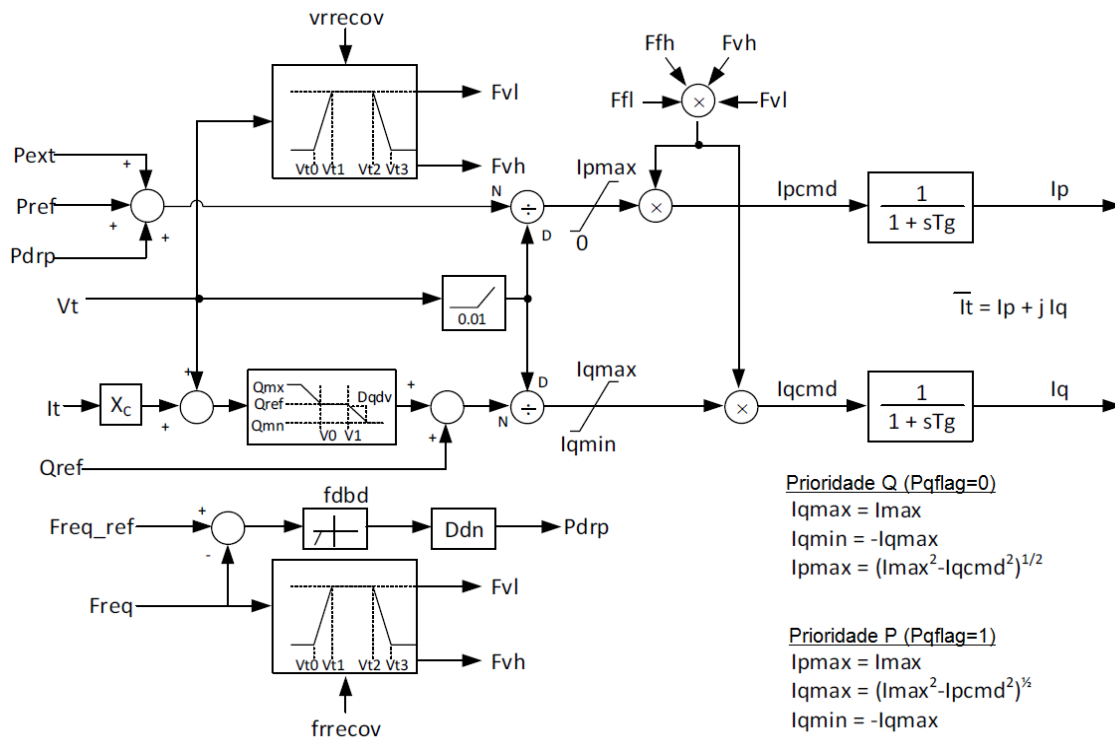 vrrecov
Ffh
Fvh
Ffl
Fvl
×
Fvl
Fvh
Vt0 Vt1 Vt2 Vt3
Pext
+
Pref
+
Pdrp
+
N
÷
D
Ipmax
0
×
Ipcmd
1
1 + sTg
Ip
Vt
0.01
It = Ip + j Iq
It
Xc
+
+
Qmx
Qref
Qmn
Dqdv
V0 V1
+
+
N
÷
D
Iqmax
Iqmin
×
Iqcmd
1
1 + sTg
Iq
Qref
fdbd
Freq_ref
+
-
Ddn
Pdrp
Freq
Fvl
Fvh
Vt0 Vt1 Vt2 Vt3
frrecov
Prioridade Q (Pqflag=0)
Iqmax = Imax
Iqmin = -Iqmax
Ipmax = (Imax²-Iqcmd²)^1/2
Prioridade P (Pqflag=1)
Ipmax = Imax
Iqmax = (Imax²-Ipcmd²)^½
Iqmin = -Iqmax